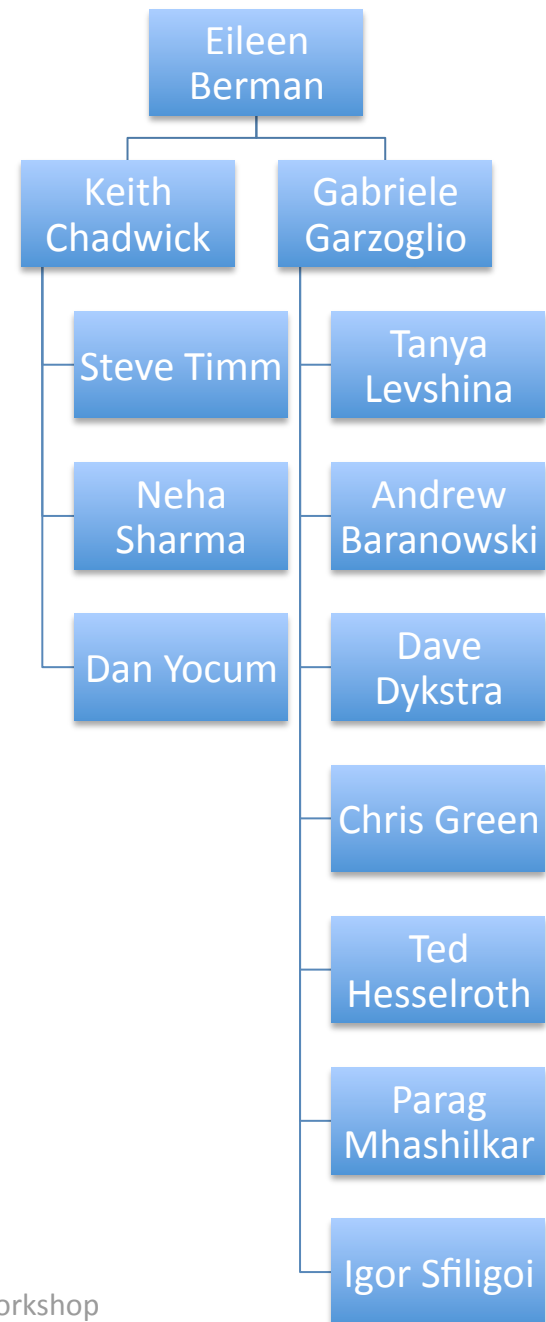 Eileen
Berman
Keith
Chadwick
Gabriele
Garzoglio
Steve Timm
Neha
Sharma
Dan Yocum
Tanya
Levshina
Andrew
Baranowski
Dave
Dykstra
Chris Green
Ted
Hesselroth
Parag
Mhashilkar
Igor Sfiligoi
orkshop